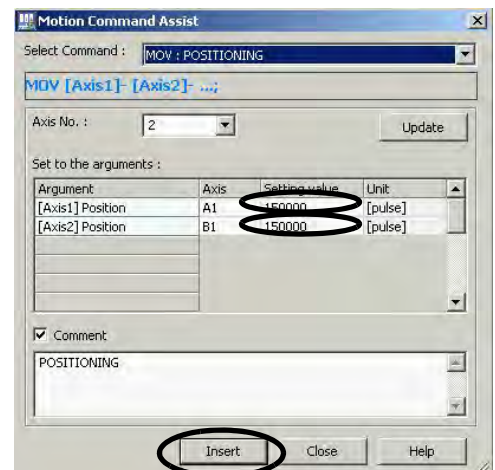 Motion Command Assist
Select Command : MOV : POSITIONING
MOV [Axis1]- [Axis2]- ...;
Axis No. : 2 Update
Set to the arguments :
Argument Axis Setting value Unit
[Axis1] Position A1 150000 [pulse]
[Axis2] Position B1 150000 [pulse]
Comment
POSITIONING
Insert Close Help